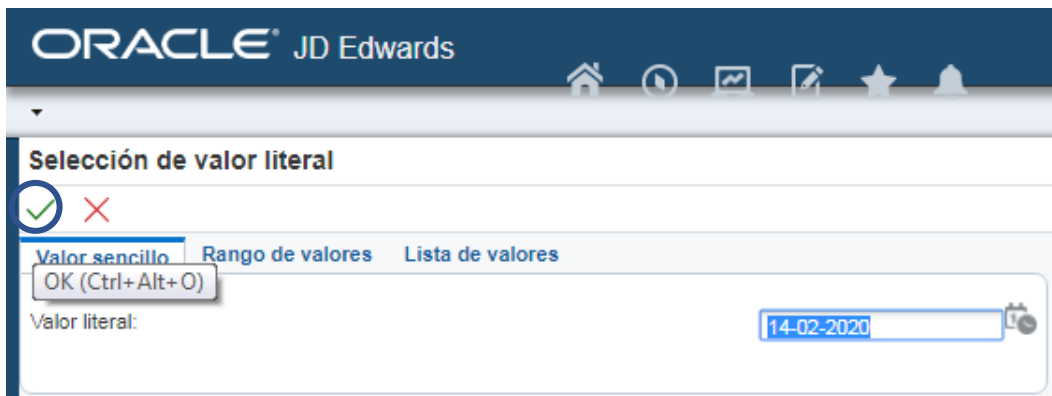 ORACLE® JD Edwards
Selección de valor literal
Valor sencillo Rango de valores Lista de valores
OK (Ctrl+Alt+O)
Valor literal: 14-02-2020